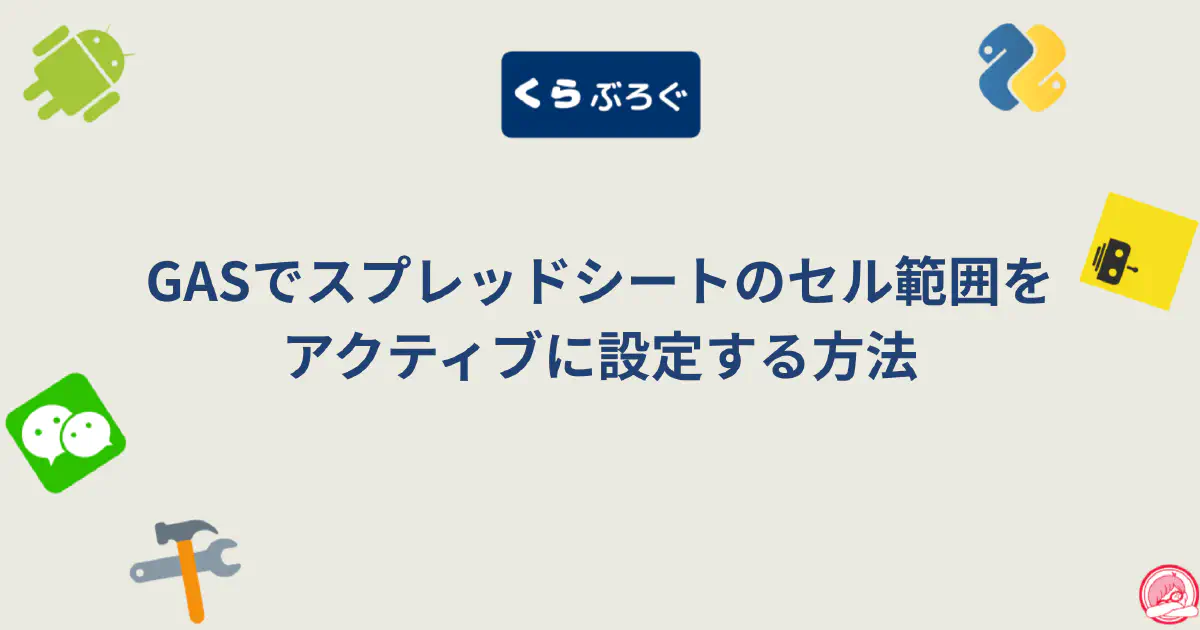 くらぶろぐ
GASでスプレッドシートのセル範囲を
アクティブに設定する方法